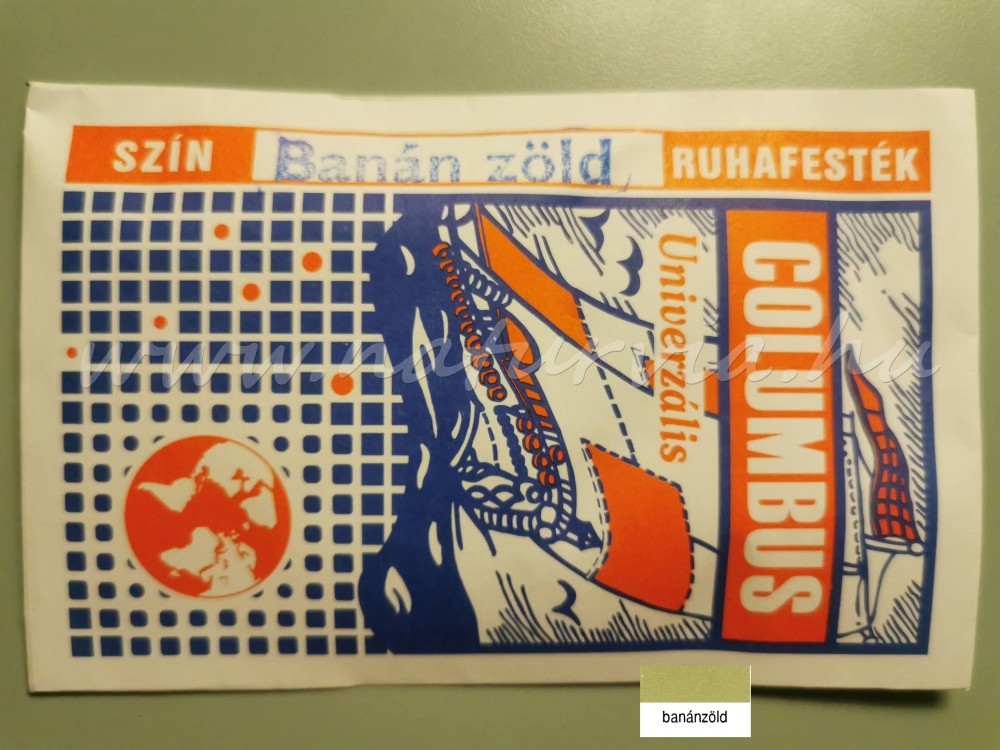 SZÍN
Banán zöld
RUHAFESTÉK
COLUMBUS
Univerzális
www.naturvia.hu
banánzöld